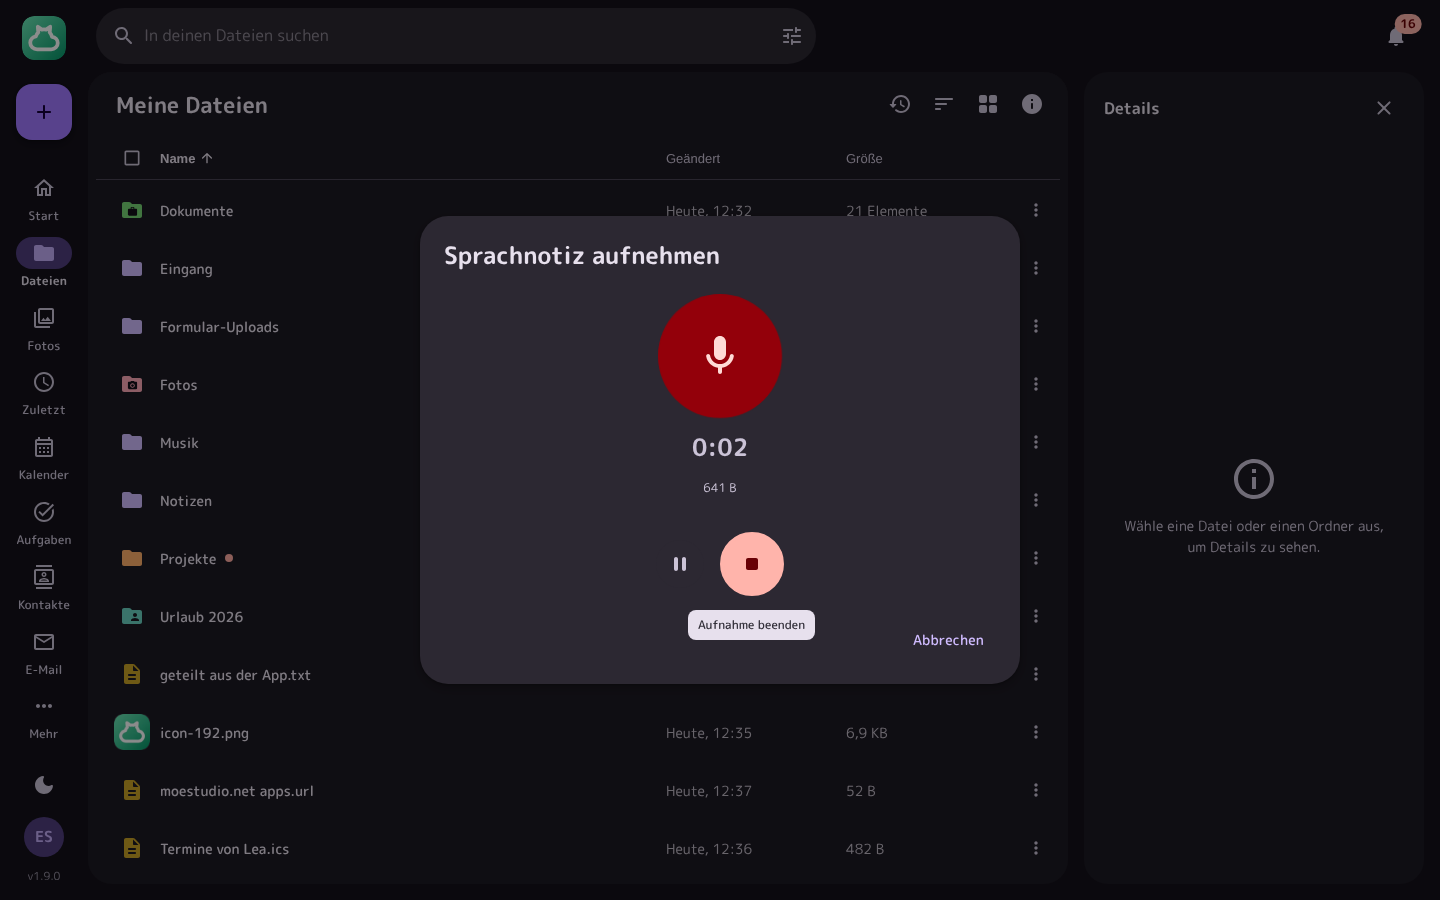 In deinen Dateien suchen
16
Meine Dateien
Details
Name
Geändert
Größe
Start
Dateien
Fotos
Zuletzt
Kalender
Aufgaben
Kontakte
E-Mail
Mehr
ES
v1.9.0
Dokumente
Heute, 12:32
21 Elemente
Eingang
Formular-Uploads
Fotos
Musik
Notizen
Projekte
Urlaub 2026
geteilt aus der App.txt
icon-192.png
Heute, 12:35
6,9 KB
moestudio.net apps.url
Heute, 12:37
52 B
Termine von Lea.ics
Heute, 12:36
482 B
Sprachnotiz aufnehmen
0:02
641 B
Aufnahme beenden
Abbrechen
Wähle eine Datei oder einen Ordner aus,
um Details zu sehen.